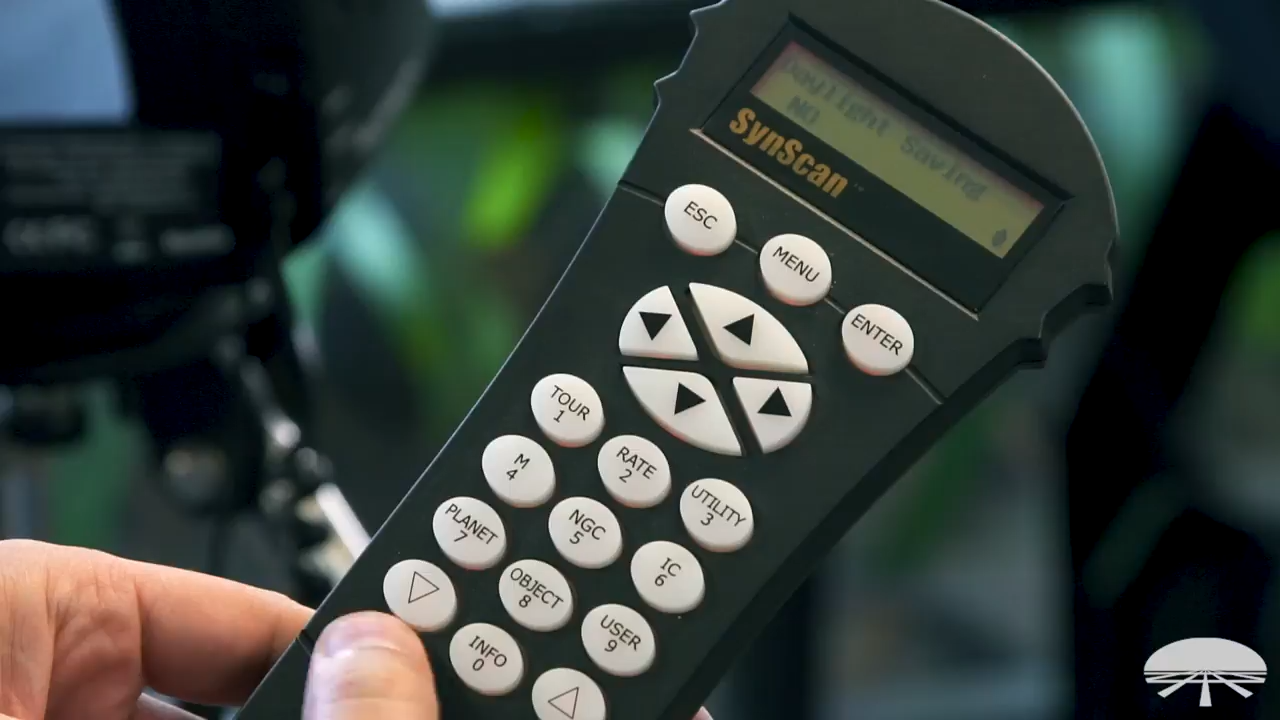 Daylight Saving
NO
SynScan™
ESC
MENU
ENTER
TOUR
1
RATE
2
UTILITY
3
M
4
NGC
5
IC
6
PLANET
7
OBJECT
8
USER
9
INFO
0